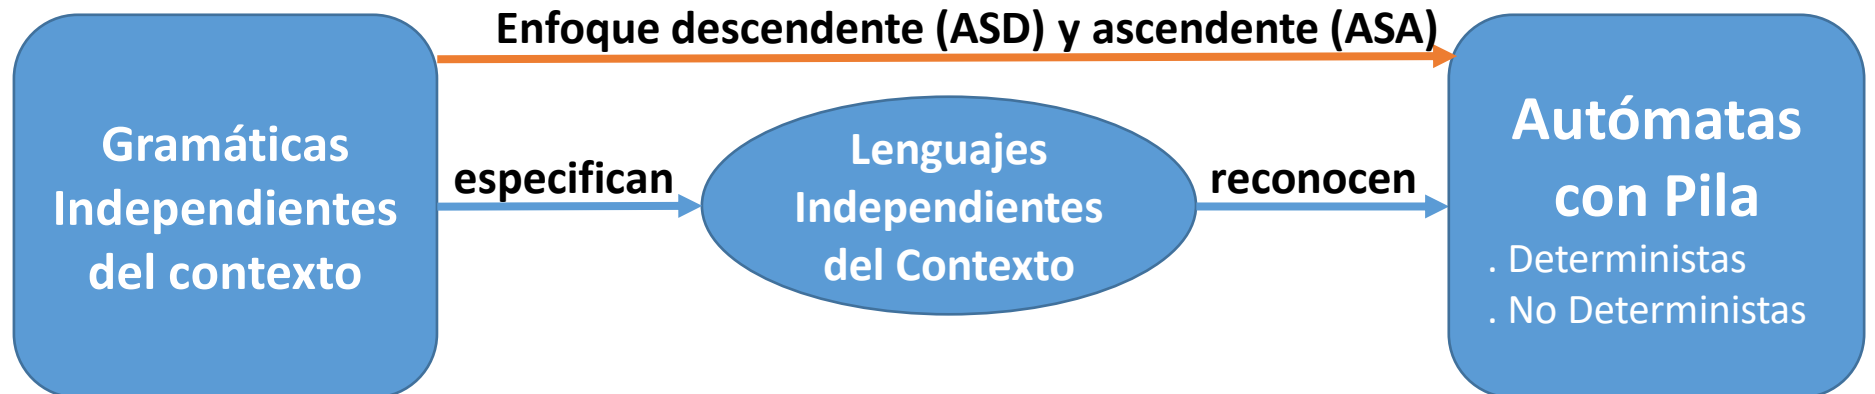 Enfoque descendente (ASD) y ascendente (ASA)
Gramáticas
Independientes
del contexto
especifican
Lenguajes
Independientes
del Contexto
reconocen
Autómatas
con Pila
. Deterministas
. No Deterministas